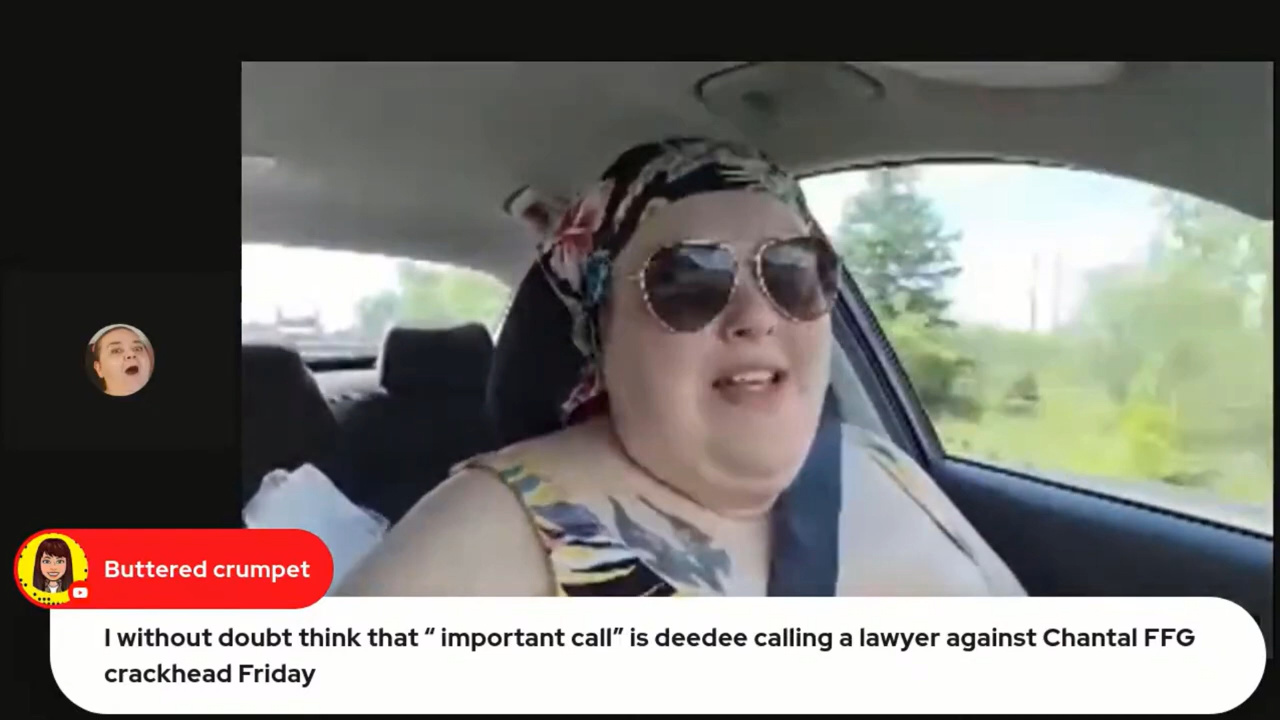 Buttered crumpet
I without doubt think that “ important call” is deedee calling a lawyer against Chantal FFG
crackhead Friday